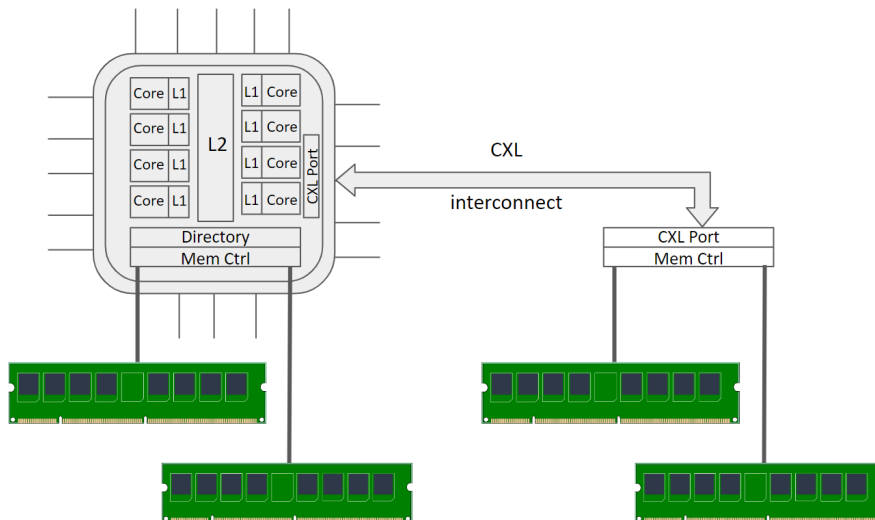 Core L1
L1 Core
Core L1
L1 Core
Core L1
L1 Core
Core L1
L1 Core
L2
CXL Port
Directory
Mem Ctrl
CXL
interconnect
CXL Port
Mem Ctrl